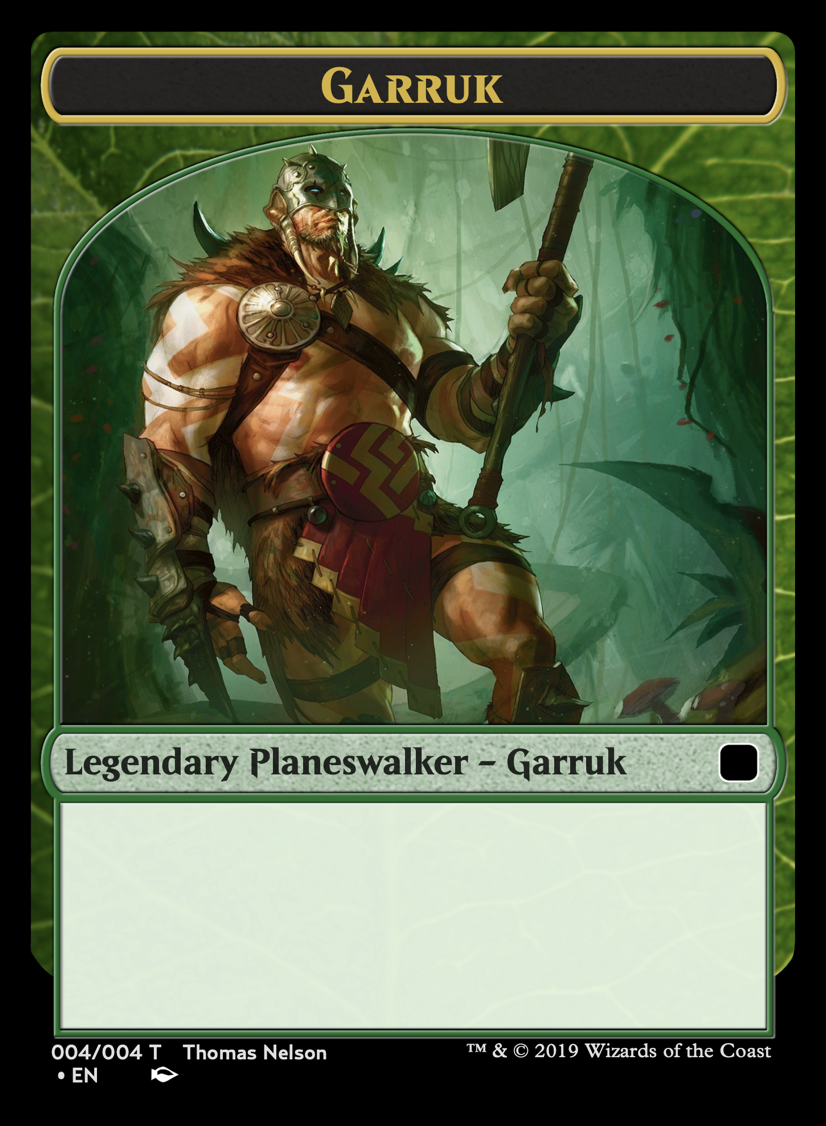 Garruk
Legendary Planeswalker – Garruk
004/004 T Thomas Nelson
™ & © 2019 Wizards of the Coast
• EN